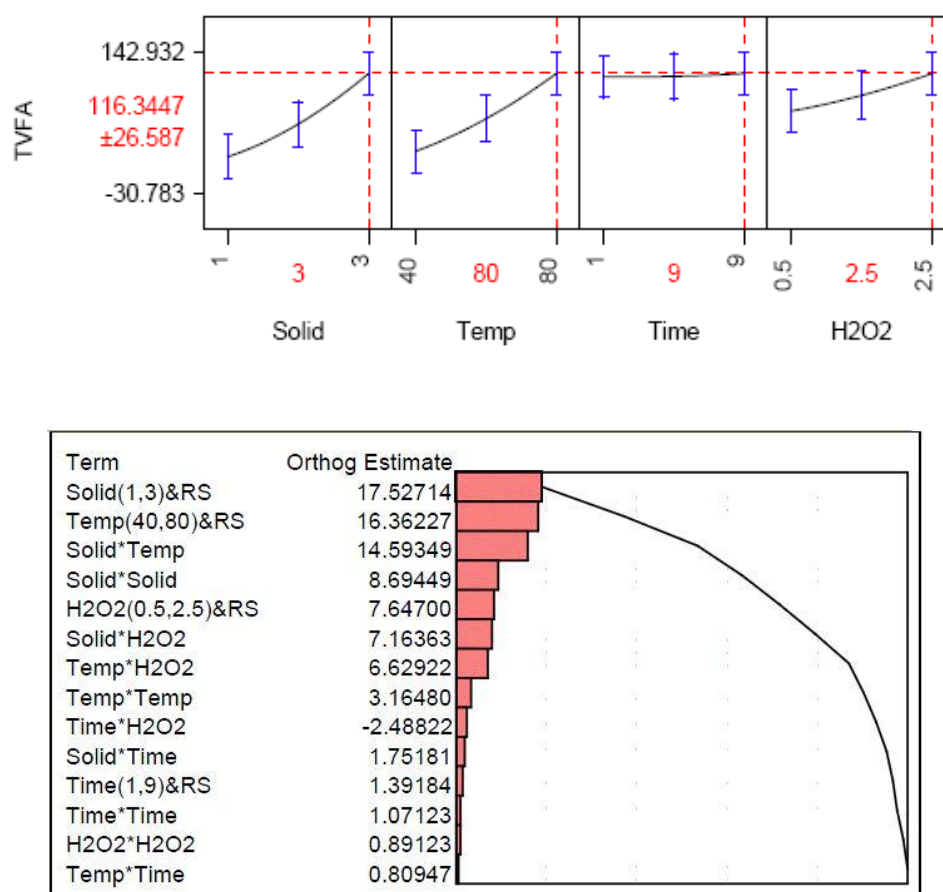 142.932
TVFA
116.3447
±26.587
-30.783
1 3 3 40 80 80 1 9 9 0.5 2.5 2.5
Solid Temp Time H2O2
Term Orthog Estimate
Solid(1,3)&RS 17.52714
Temp(40,80)&RS 16.36227
Solid*Temp 14.59349
Solid*Solid 8.69449
H2O2(0.5,2.5)&RS 7.64700
Solid*H2O2 7.16363
Temp*H2O2 6.62922
Temp*Temp 3.16480
Time*H2O2 -2.48822
Solid*Time 1.75181
Time(1,9)&RS 1.39184
Time*Time 1.07123
H2O2*H2O2 0.89123
Temp*Time 0.80947